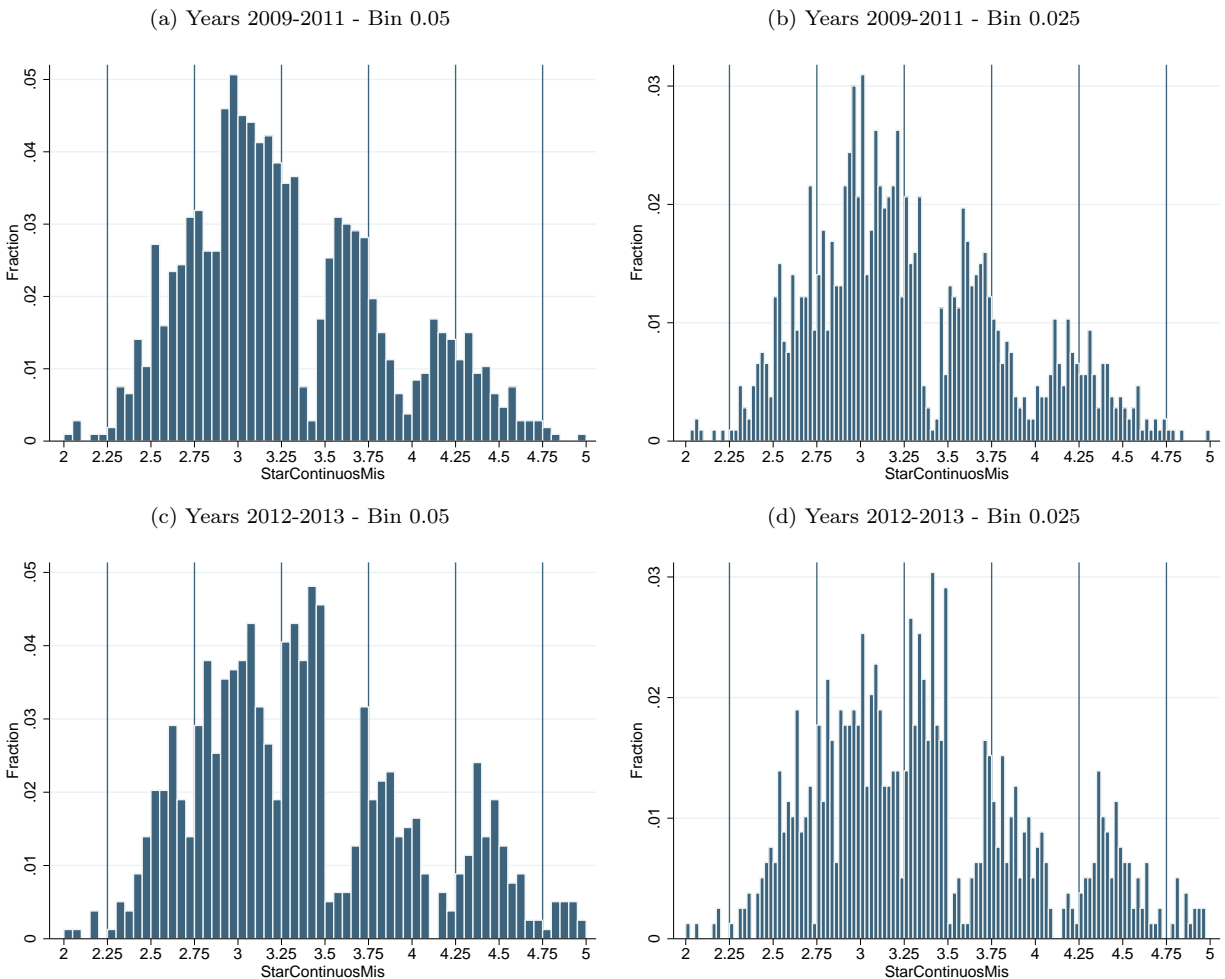 (a) Years 2009-2011 - Bin 0.05
(b) Years 2009-2011 - Bin 0.025
.05
.04
.03
.02
.01
0
Fraction
2 2.25 2.5 2.75 3 3.25 3.5 3.75 4 4.25 4.5 4.75 5
StarContinuosMis
.03
.02
.01
0
Fraction
2 2.25 2.5 2.75 3 3.25 3.5 3.75 4 4.25 4.5 4.75 5
StarContinuosMis
(c) Years 2012-2013 - Bin 0.05
(d) Years 2012-2013 - Bin 0.025
.05
.04
.03
.02
.01
0
Fraction
2 2.25 2.5 2.75 3 3.25 3.5 3.75 4 4.25 4.5 4.75 5
StarContinuosMis
.03
.02
.01
0
Fraction
2 2.25 2.5 2.75 3 3.25 3.5 3.75 4 4.25 4.5 4.75 5
StarContinuosMis